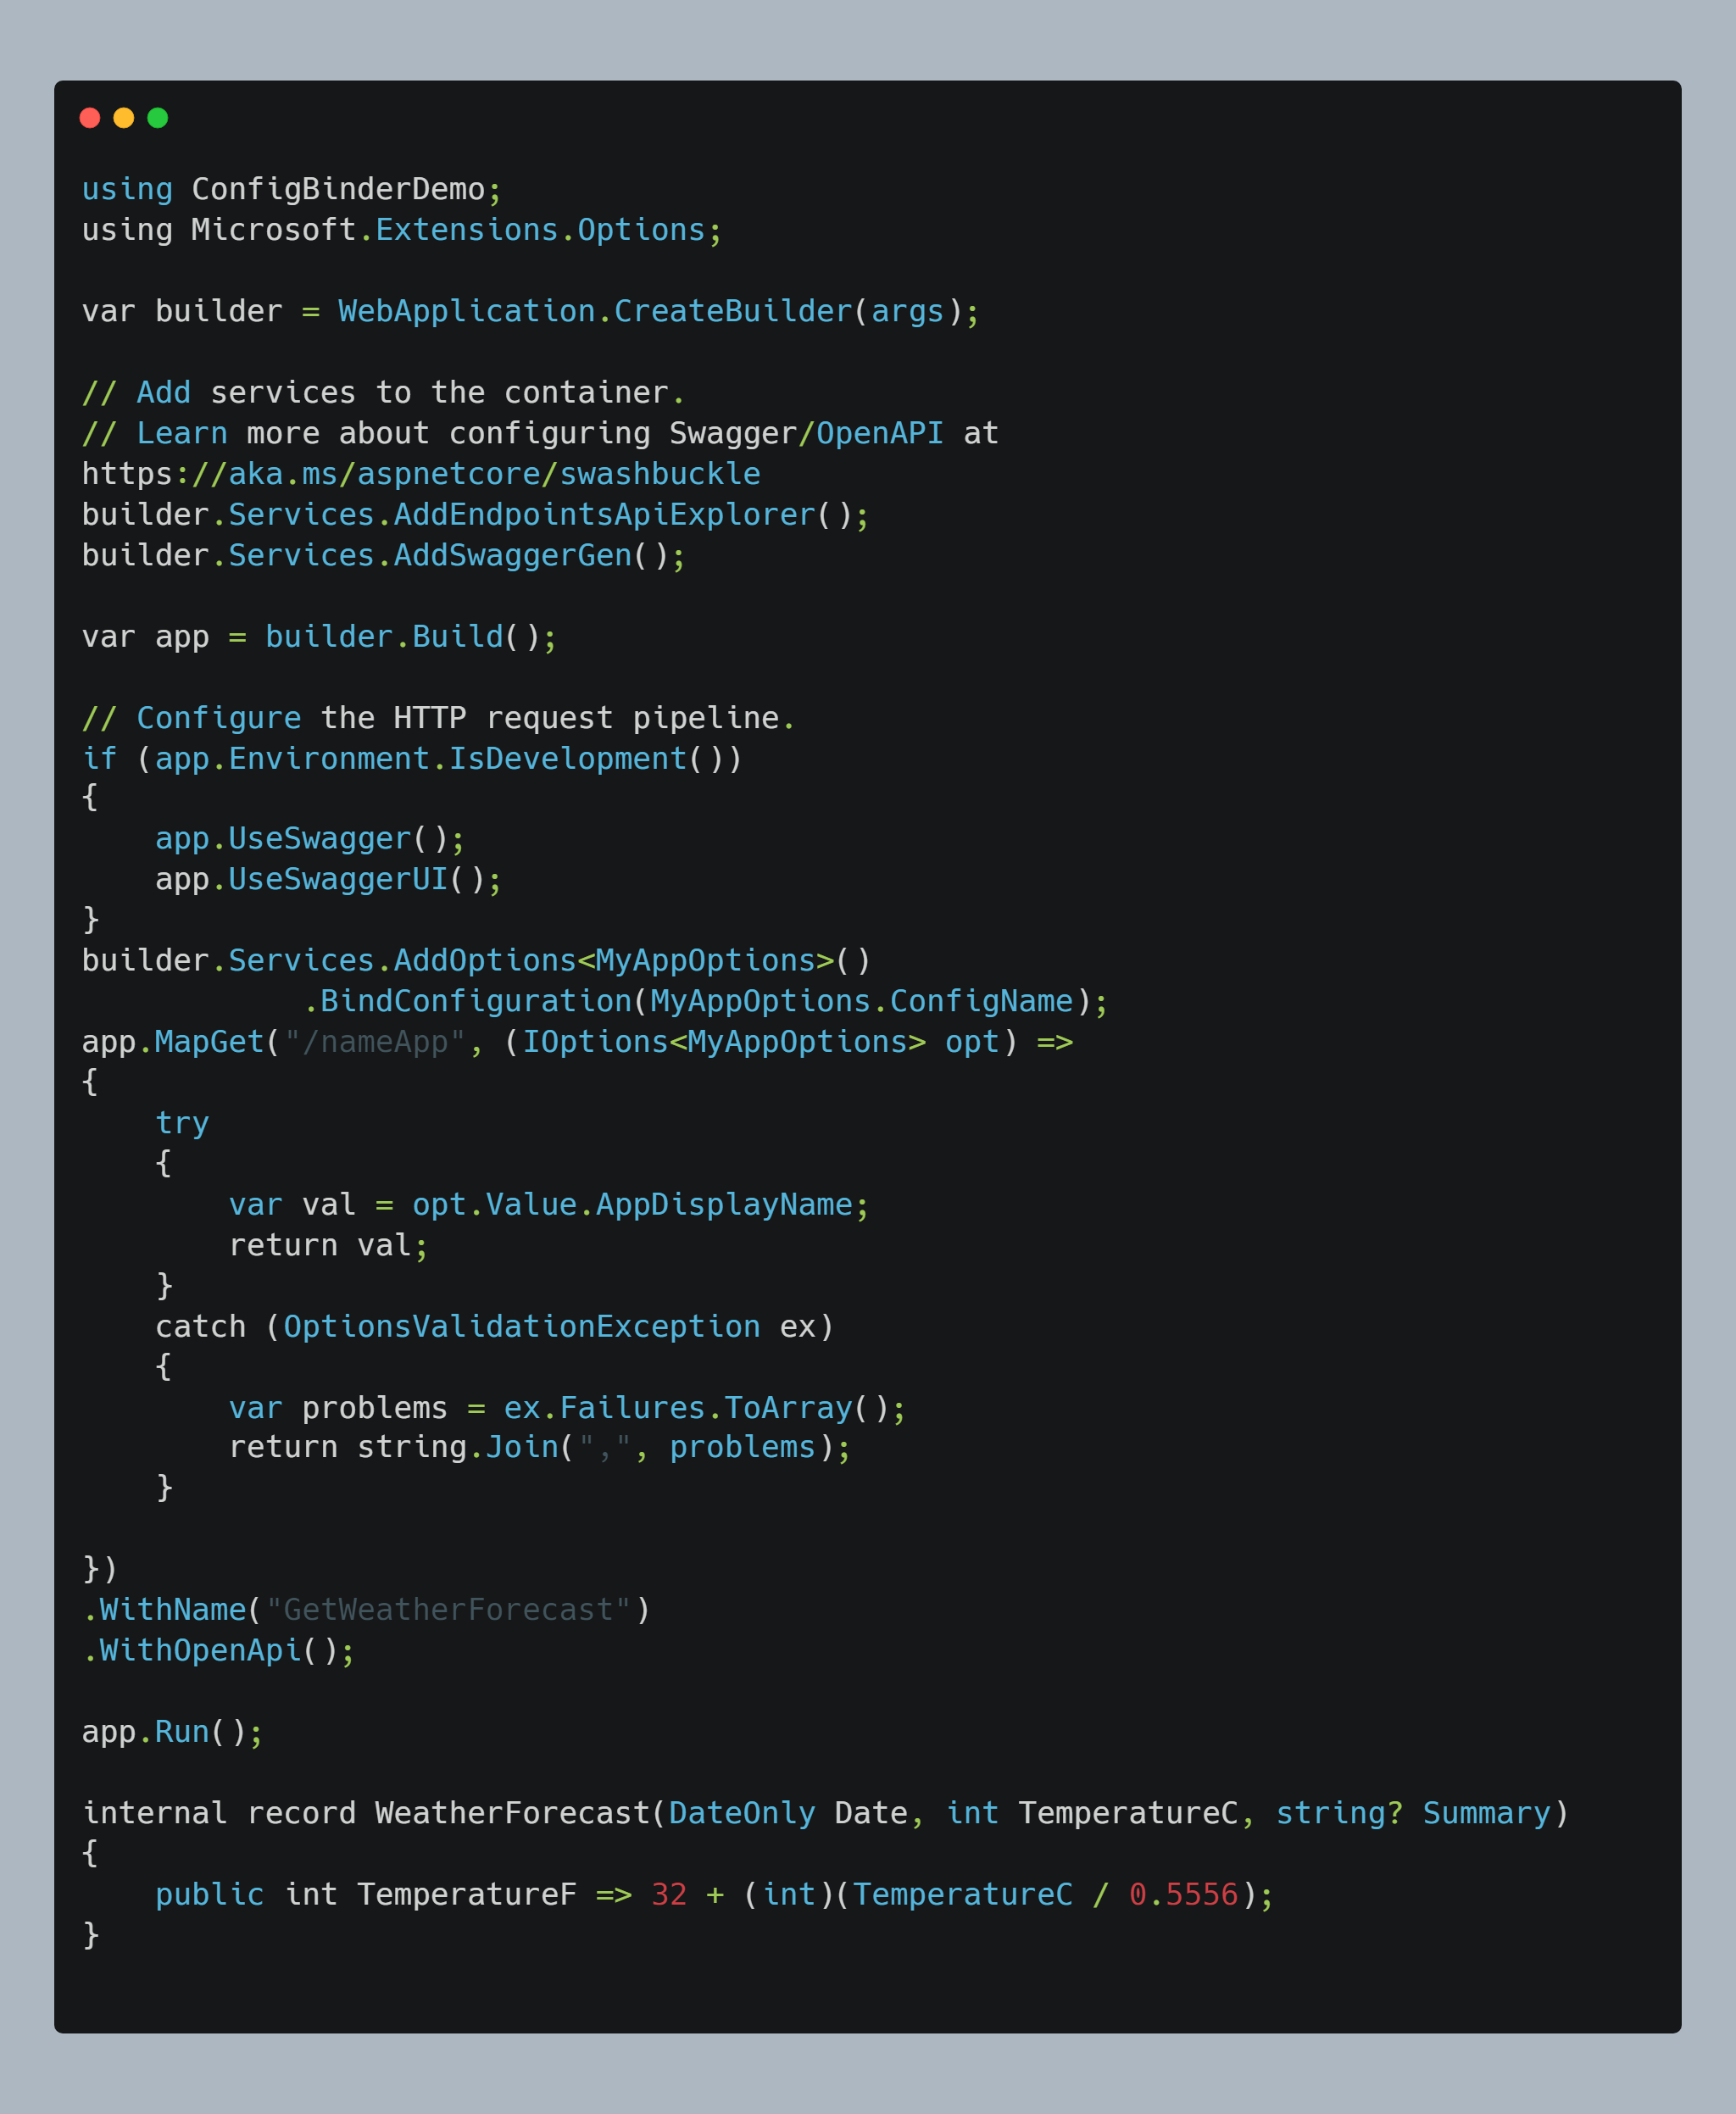 using ConfigBinderDemo;
using Microsoft.Extensions.Options;

var builder = WebApplication.CreateBuilder(args);

// Add services to the container.
// Learn more about configuring Swagger/OpenAPI at
https://aka.ms/aspnetcore/swashbuckle
builder.Services.AddEndpointsApiExplorer();
builder.Services.AddSwaggerGen();

var app = builder.Build();

// Configure the HTTP request pipeline.
if (app.Environment.IsDevelopment())
{
    app.UseSwagger();
    app.UseSwaggerUI();
}
builder.Services.AddOptions<MyAppOptions>()
            .BindConfiguration(MyAppOptions.ConfigName);
app.MapGet("/nameApp", (IOptions<MyAppOptions> opt) =>
{
    try
    {
        var val = opt.Value.AppDisplayName;
        return val;
    }
    catch (OptionsValidationException ex)
    {
        var problems = ex.Failures.ToArray();
        return string.Join(",", problems);
    }

})
.WithName("GetWeatherForecast")
.WithOpenApi();

app.Run();

internal record WeatherForecast(DateOnly Date, int TemperatureC, string? Summary)
{
    public int TemperatureF => 32 + (int)(TemperatureC / 0.5556);
}